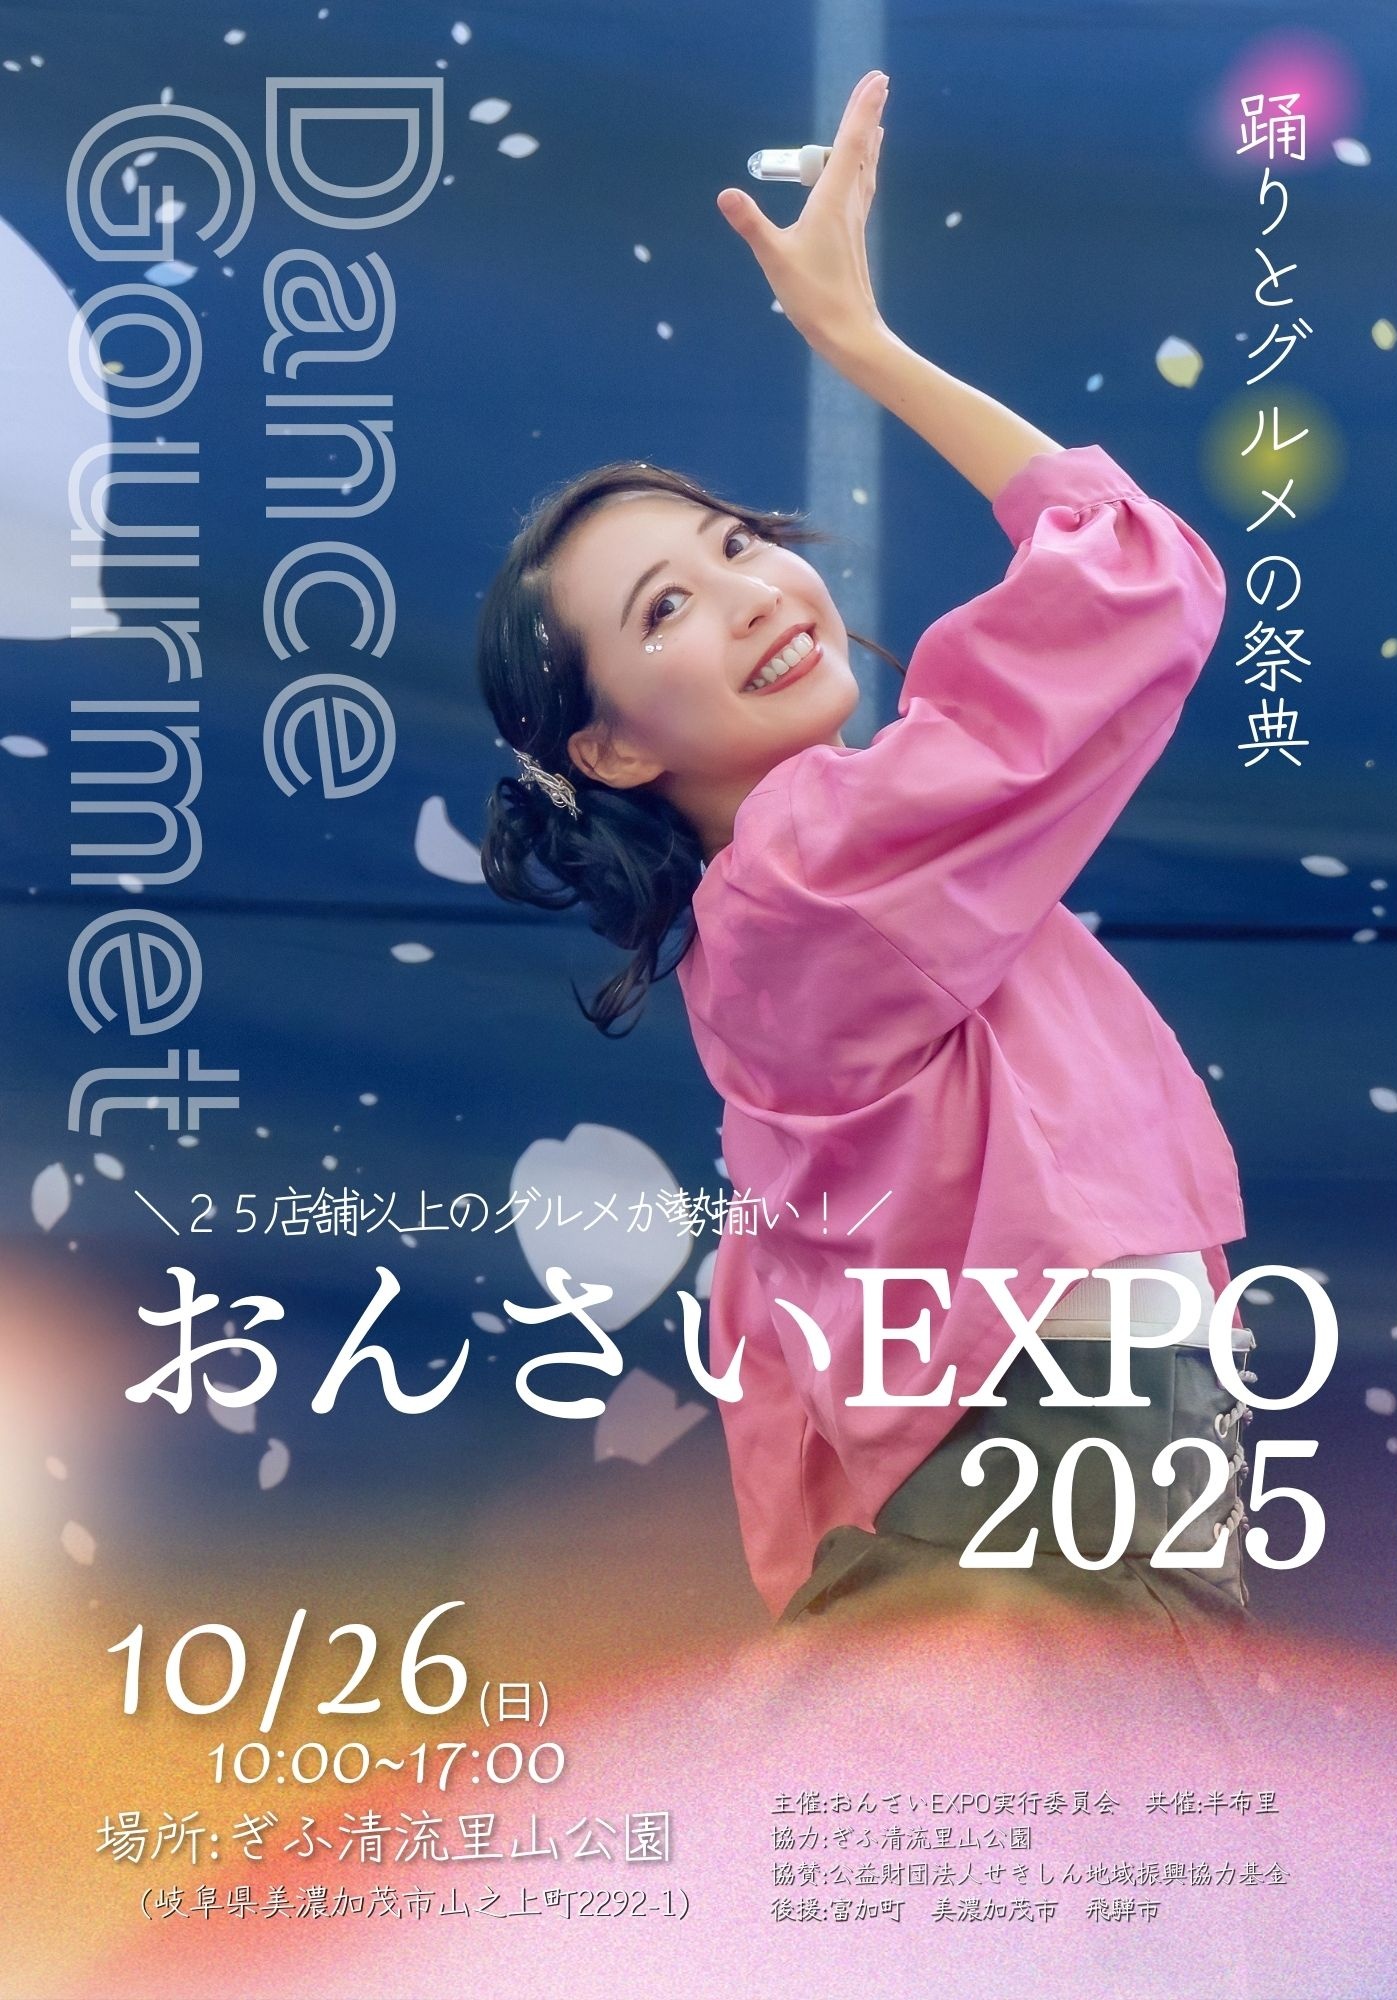 踊りとグルメの祭典
Dance
Gourmet
＼２５店舗以上のグルメが勢揃い！／
おんさいEXPO
2025
10/26(日)
10:00~17:00
場所:ぎふ清流里山公園
(岐阜県美濃加茂市山之上町2292-1)
主催:おんさいEXPO実行委員会　共催:半布里
協力:ぎふ清流里山公園
協賛:公益財団法人せきしん地域振興協力基金
後援:富加町　美濃加茂市　飛騨市